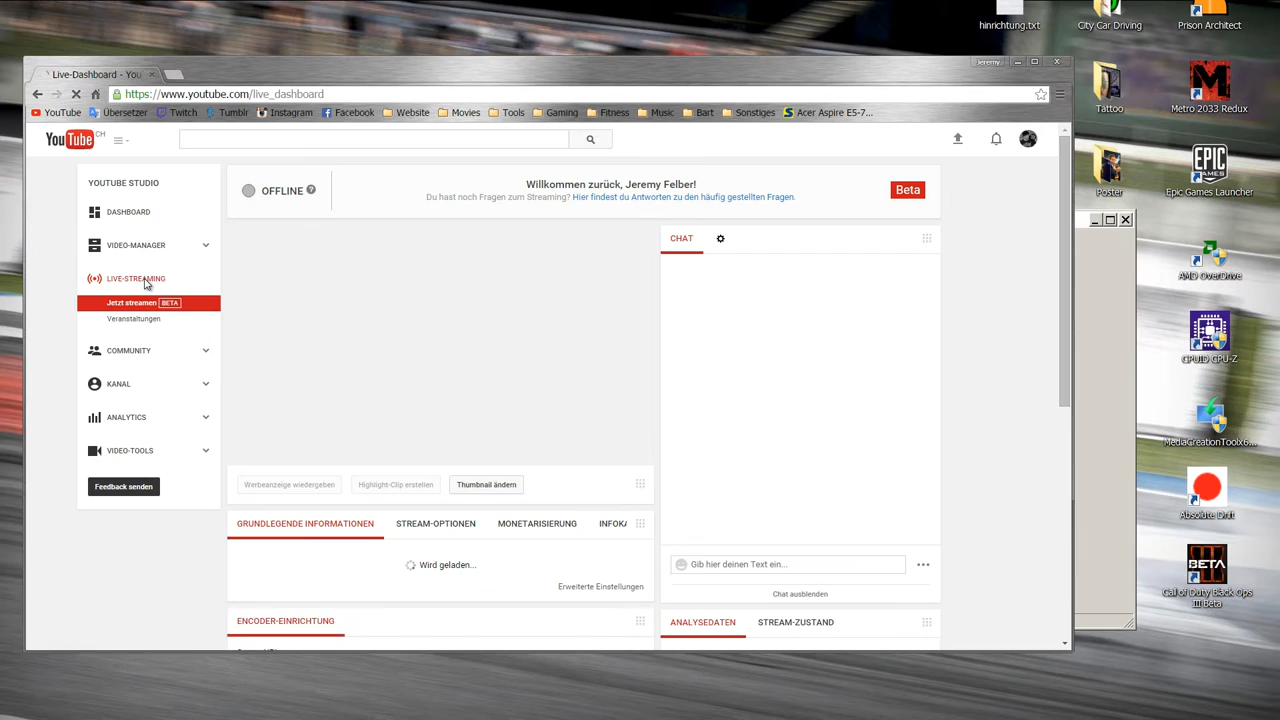 hinrichtung.txt
City Car Driving
Prison Architect
Jeremy
Live-Dashboard - You
https://www.youtube.com/live_dashboard
YouTube
Übersetzer
Twitch
Tumblr
Instagram
Facebook
Website
Movies
Tools
Gaming
Fitness
Music
Bart
Sonstiges
Acer Aspire E5-7...
Tattoo
Metro 2033 Redux
YouTube CH
YOUTUBE STUDIO
OFFLINE
Willkommen zurück, Jeremy Felber!
Du hast noch Fragen zum Streaming? Hier findest du Antworten zu den häufig gestellten Fragen.
Beta
Poster
EPIC GAMES
Epic Games Launcher
DASHBOARD
VIDEO-MANAGER
LIVE-STREAMING
Jetzt streamen BETA
Veranstaltungen
COMMUNITY
KANAL
ANALYTICS
VIDEO-TOOLS
Feedback senden
CHAT
AMD OverDrive
CPUID CPU-Z
MediaCreationToolx6...
Absolute Drift
BETA
Call of Duty Black Ops
III Beta
Werbeanzeige wiedergeben
Highlight-Clip erstellen
Thumbnail ändern
GRUNDLEGENDE INFORMATIONEN
STREAM-OPTIONEN
MONETARISIERUNG
INFOKA
Wird geladen...
Erweiterte Einstellungen
ENCODER-EINRICHTUNG
Gib hier deinen Text ein...
Chat ausblenden
ANALYSEDATEN
STREAM-ZUSTAND